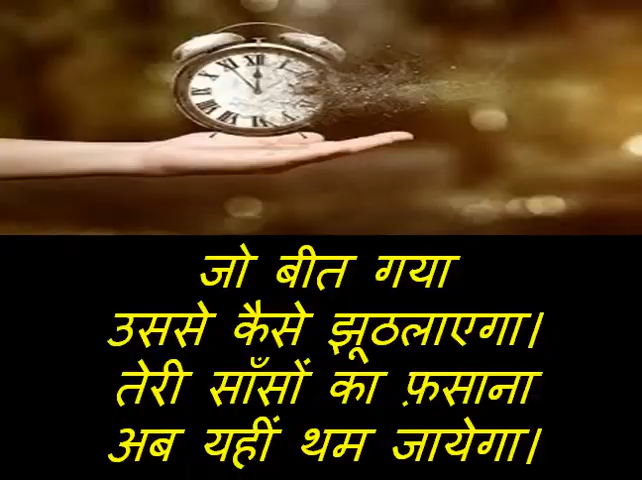 जो बीत गया
उससे कैसे झूठलाएगा।
तेरी साँसों का फ़साना
अब यहीं थम जायेगा।